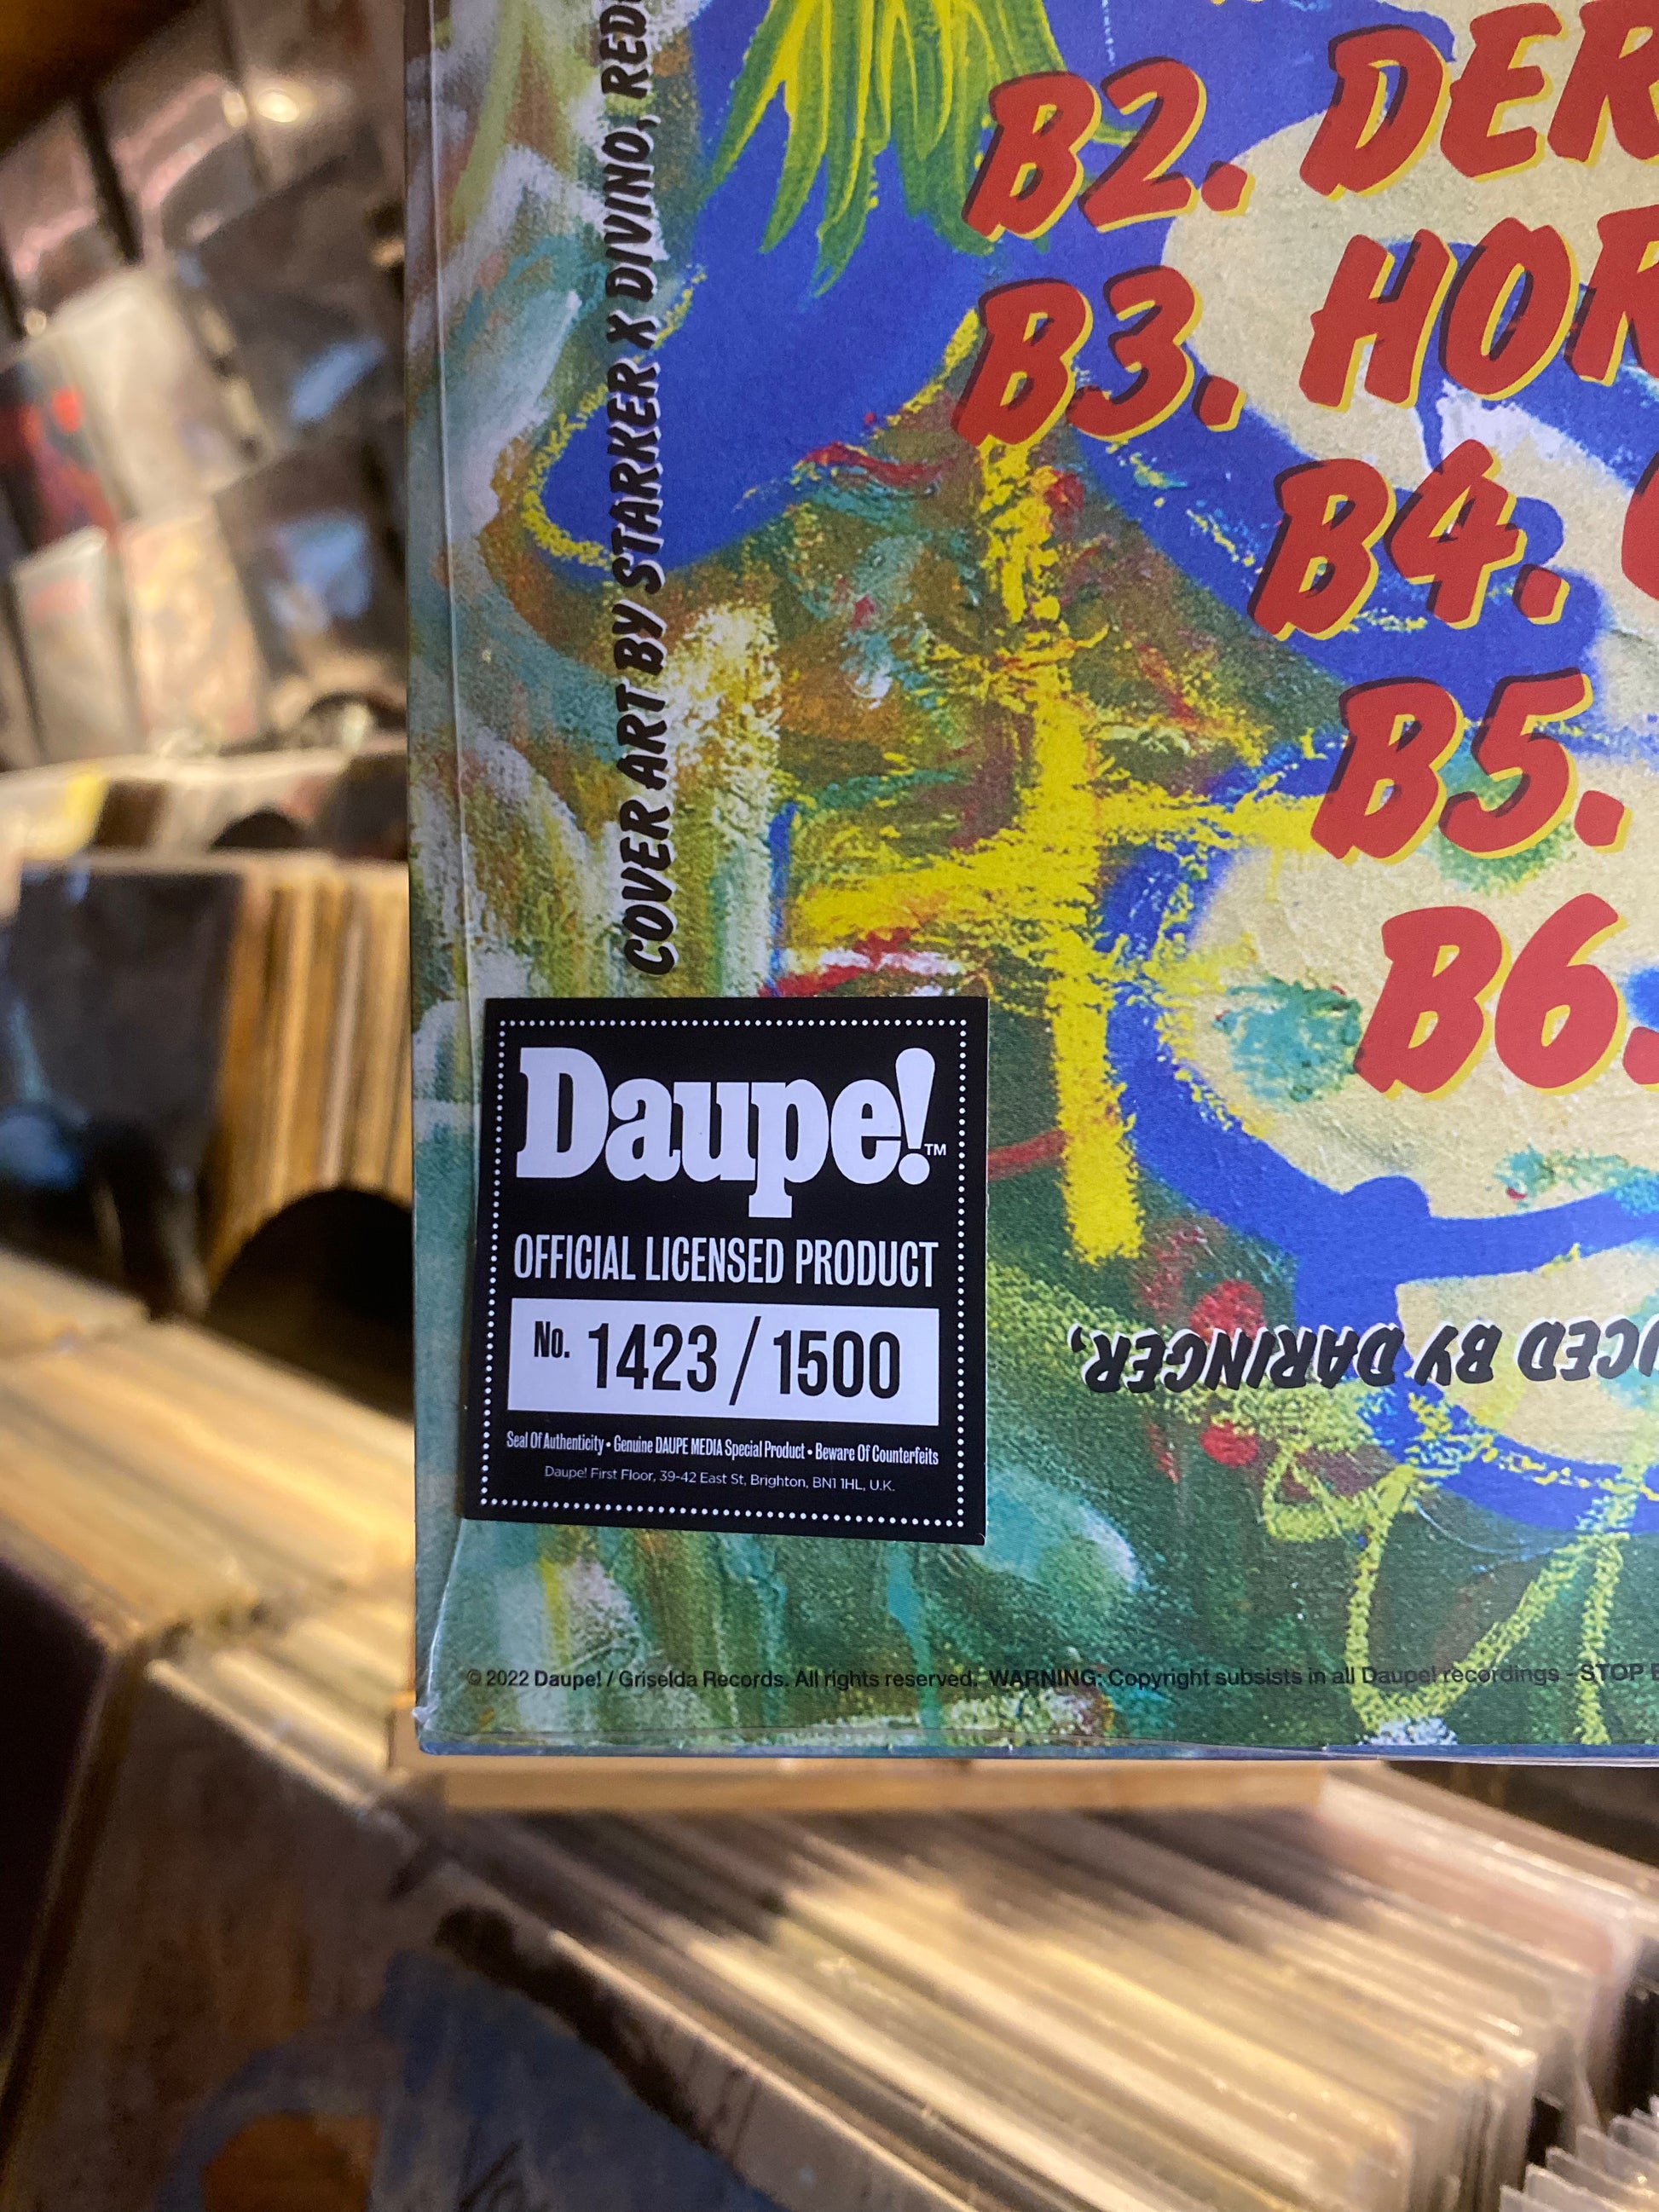 B2. DER
B3. HOR
B4.
B5.
B6.
COVER ART BY STARKER X DIVINO, RED
BY DARINGER,
Daupe!™
OFFICIAL LICENSED PRODUCT
No. 1423 / 1500
Seal Of Authenticity • Genuine DAUPE MEDIA Special Product • Beware Of Counterfeits
Daupe! First Floor, 39-42 East St, Brighton, BN1 1HL, U.K.
© 2022 Daupe! / Griselda Records. All rights reserved. WARNING: Copyright subsists in all Daupe! recordings - STOP